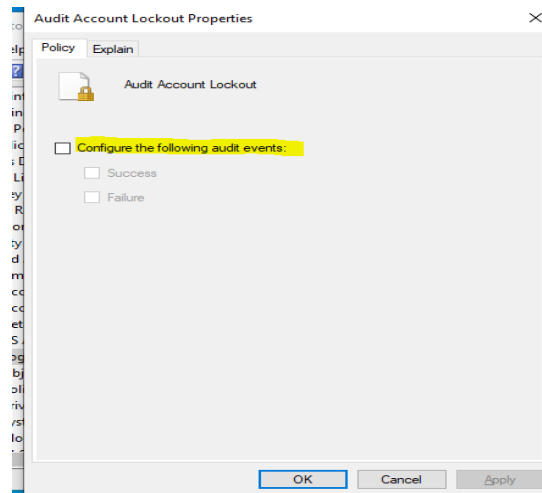 Audit Account Lockout Properties
Policy Explain
Audit Account Lockout
Configure the following audit events:
Success
Failure
OK Cancel Apply